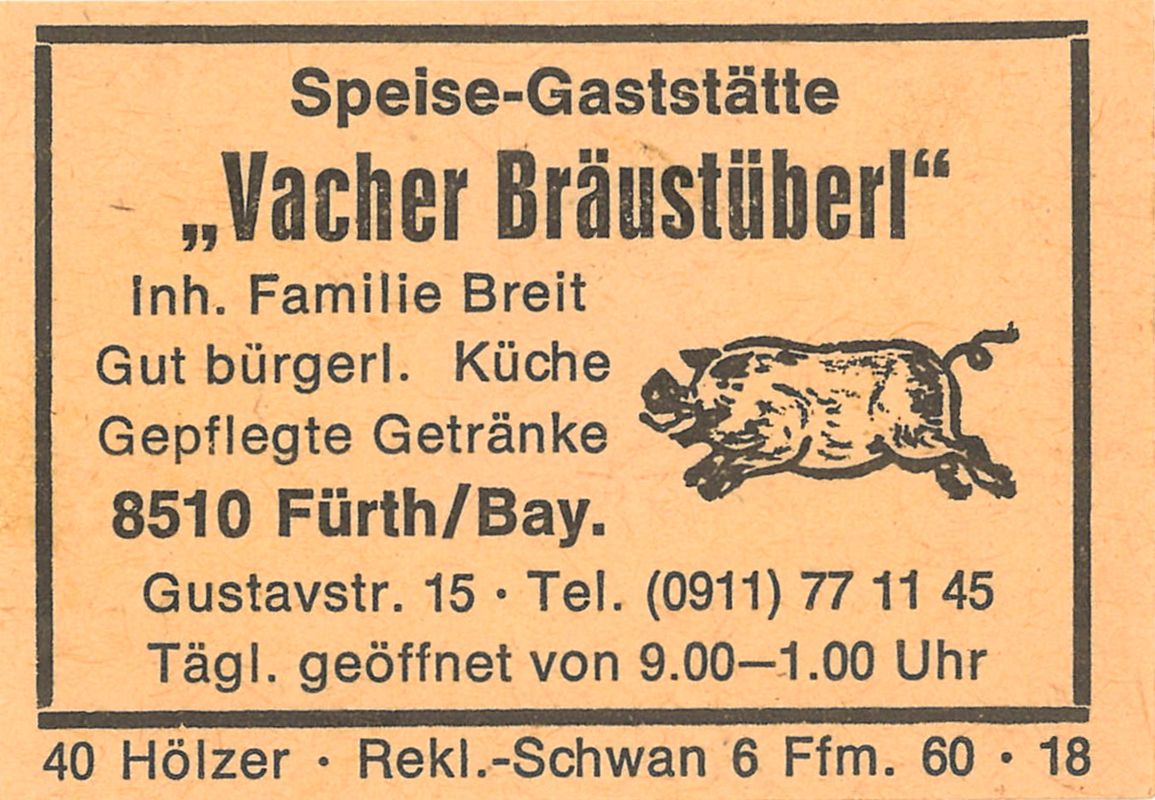 Speise-Gaststätte
„Vacher Bräustüberl“
Inh. Familie Breit
Gut bürgerl. Küche
Gepflegte Getränke
8510 Fürth/Bay.
Gustavstr. 15 · Tel. (0911) 77 11 45
Tägl. geöffnet von 9.00—1.00 Uhr
40 Hölzer · Rekl.-Schwan 6 Ffm. 60 · 18